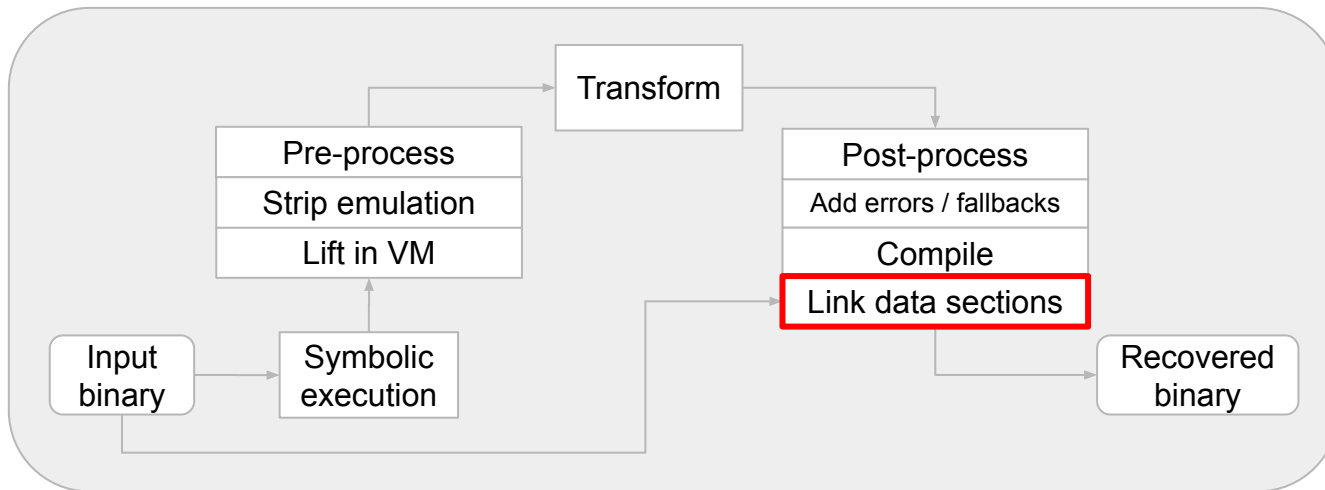 Transform
Pre-process
Strip emulation
Lift in VM
Post-process
Add errors / fallbacks
Compile
Link data sections
Input
binary
Symbolic
execution
Recovered
binary